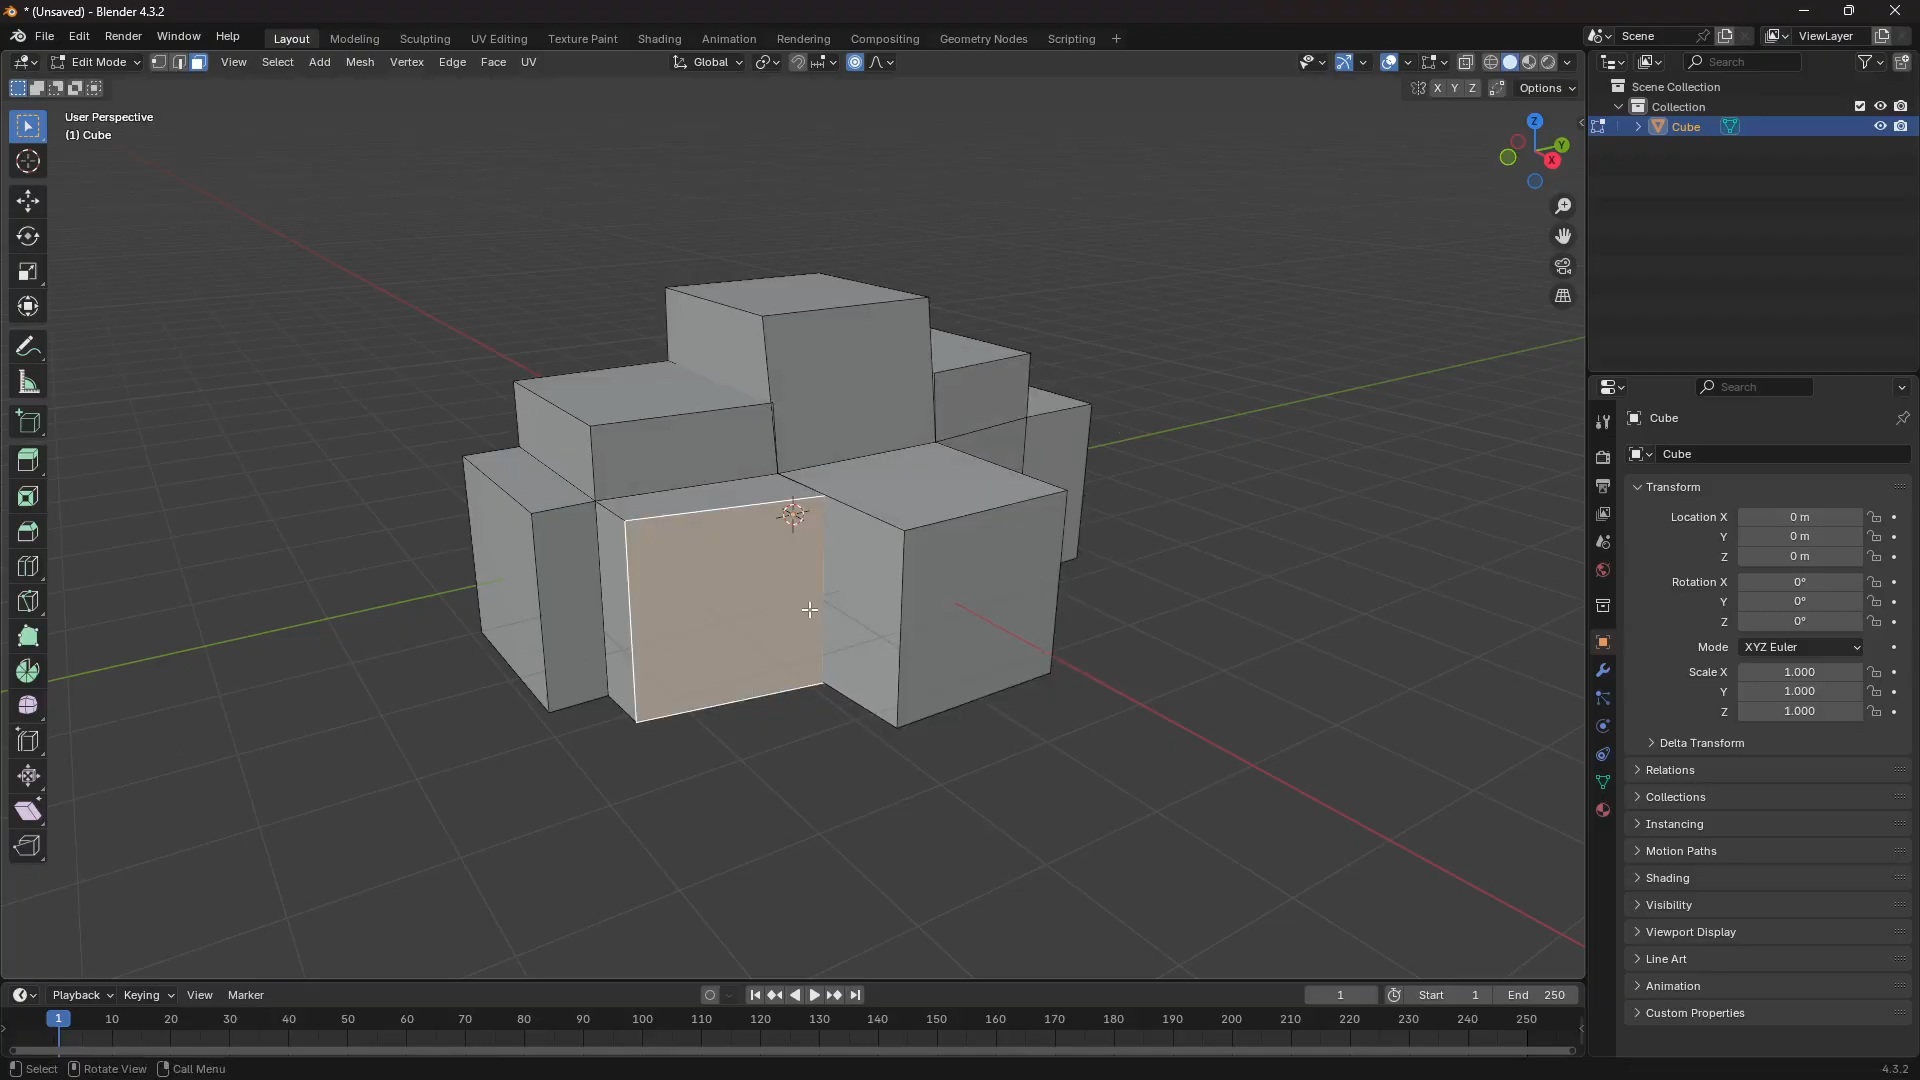 * (Unsaved) - Blender 4.3.2
File Edit Render Window Help Layout Modeling Sculpting UV Editing Texture Paint Shading Animation Rendering Compositing Geometry Nodes Scripting + Scene ViewLayer
Edit Mode View Select Add Mesh Vertex Edge Face UV Global Search
X Y Z Options
Scene Collection
Collection
Cube
User Perspective
(1) Cube
Z
Y
X
Search
Cube
Cube
Transform
Location X 0 m
Y 0 m
Z 0 m
Rotation X 0°
Y 0°
Z 0°
Mode XYZ Euler
Scale X 1.000
Y 1.000
Z 1.000
Delta Transform
Relations
Collections
Instancing
Motion Paths
Shading
Visibility
Viewport Display
Line Art
Animation
Custom Properties
Playback Keying View Marker 1 Start 1 End 250
1 10 20 30 40 50 60 70 80 90 100 110 120 130 140 150 160 170 180 190 200 210 220 230 240 250
Select Rotate View Call Menu 4.3.2